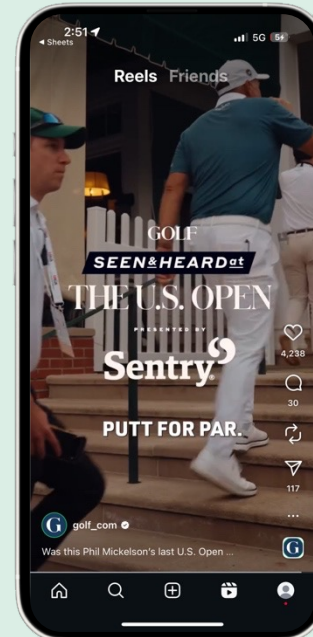 2:51
5G 5+
◀ Sheets
Reels Friends
GOLF
SEEN&HEARD at
THE U.S. OPEN
PRESENTED BY
Sentry
PUTT FOR PAR.
4,238
30
117
G golf_com
G
Was this Phil Mickelson's last U.S. Open ...